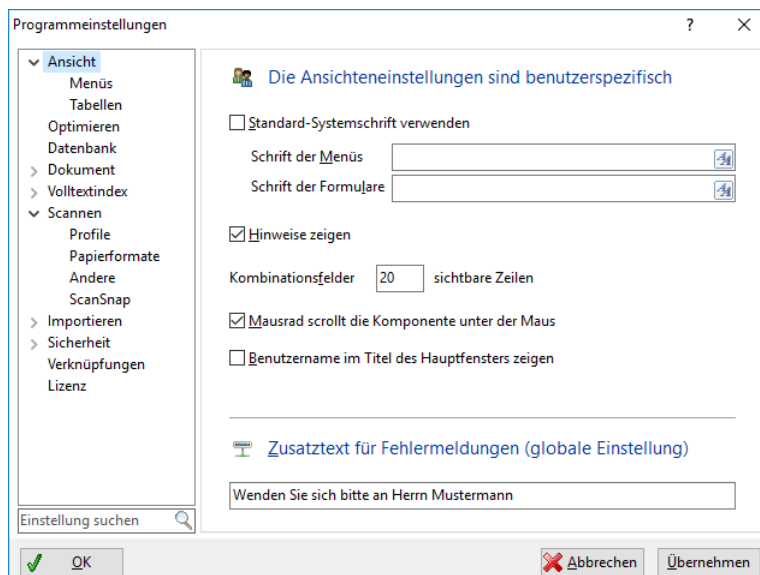 Programmeinstellungen
Ansicht
Menüs
Tabellen
Optimieren
Datenbank
Dokument
Volltextindex
Scannen
Profile
Papierformate
Andere
ScanSnap
Importieren
Sicherheit
Verknüpfungen
Lizenz
Einstellung suchen
Die Ansichteneinstellungen sind benutzerspezifisch
Standard-Systemschrift verwenden
Schrift der Menüs
Schrift der Formulare
Hinweise zeigen
Kombinationsfelder 20 sichtbare Zeilen
Mausrad scrollt die Komponente unter der Maus
Benutzername im Titel des Hauptfensters zeigen
Zusatztext für Fehlermeldungen (globale Einstellung)
Wenden Sie sich bitte an Herrn Mustermann
OK Abbrechen Übernehmen